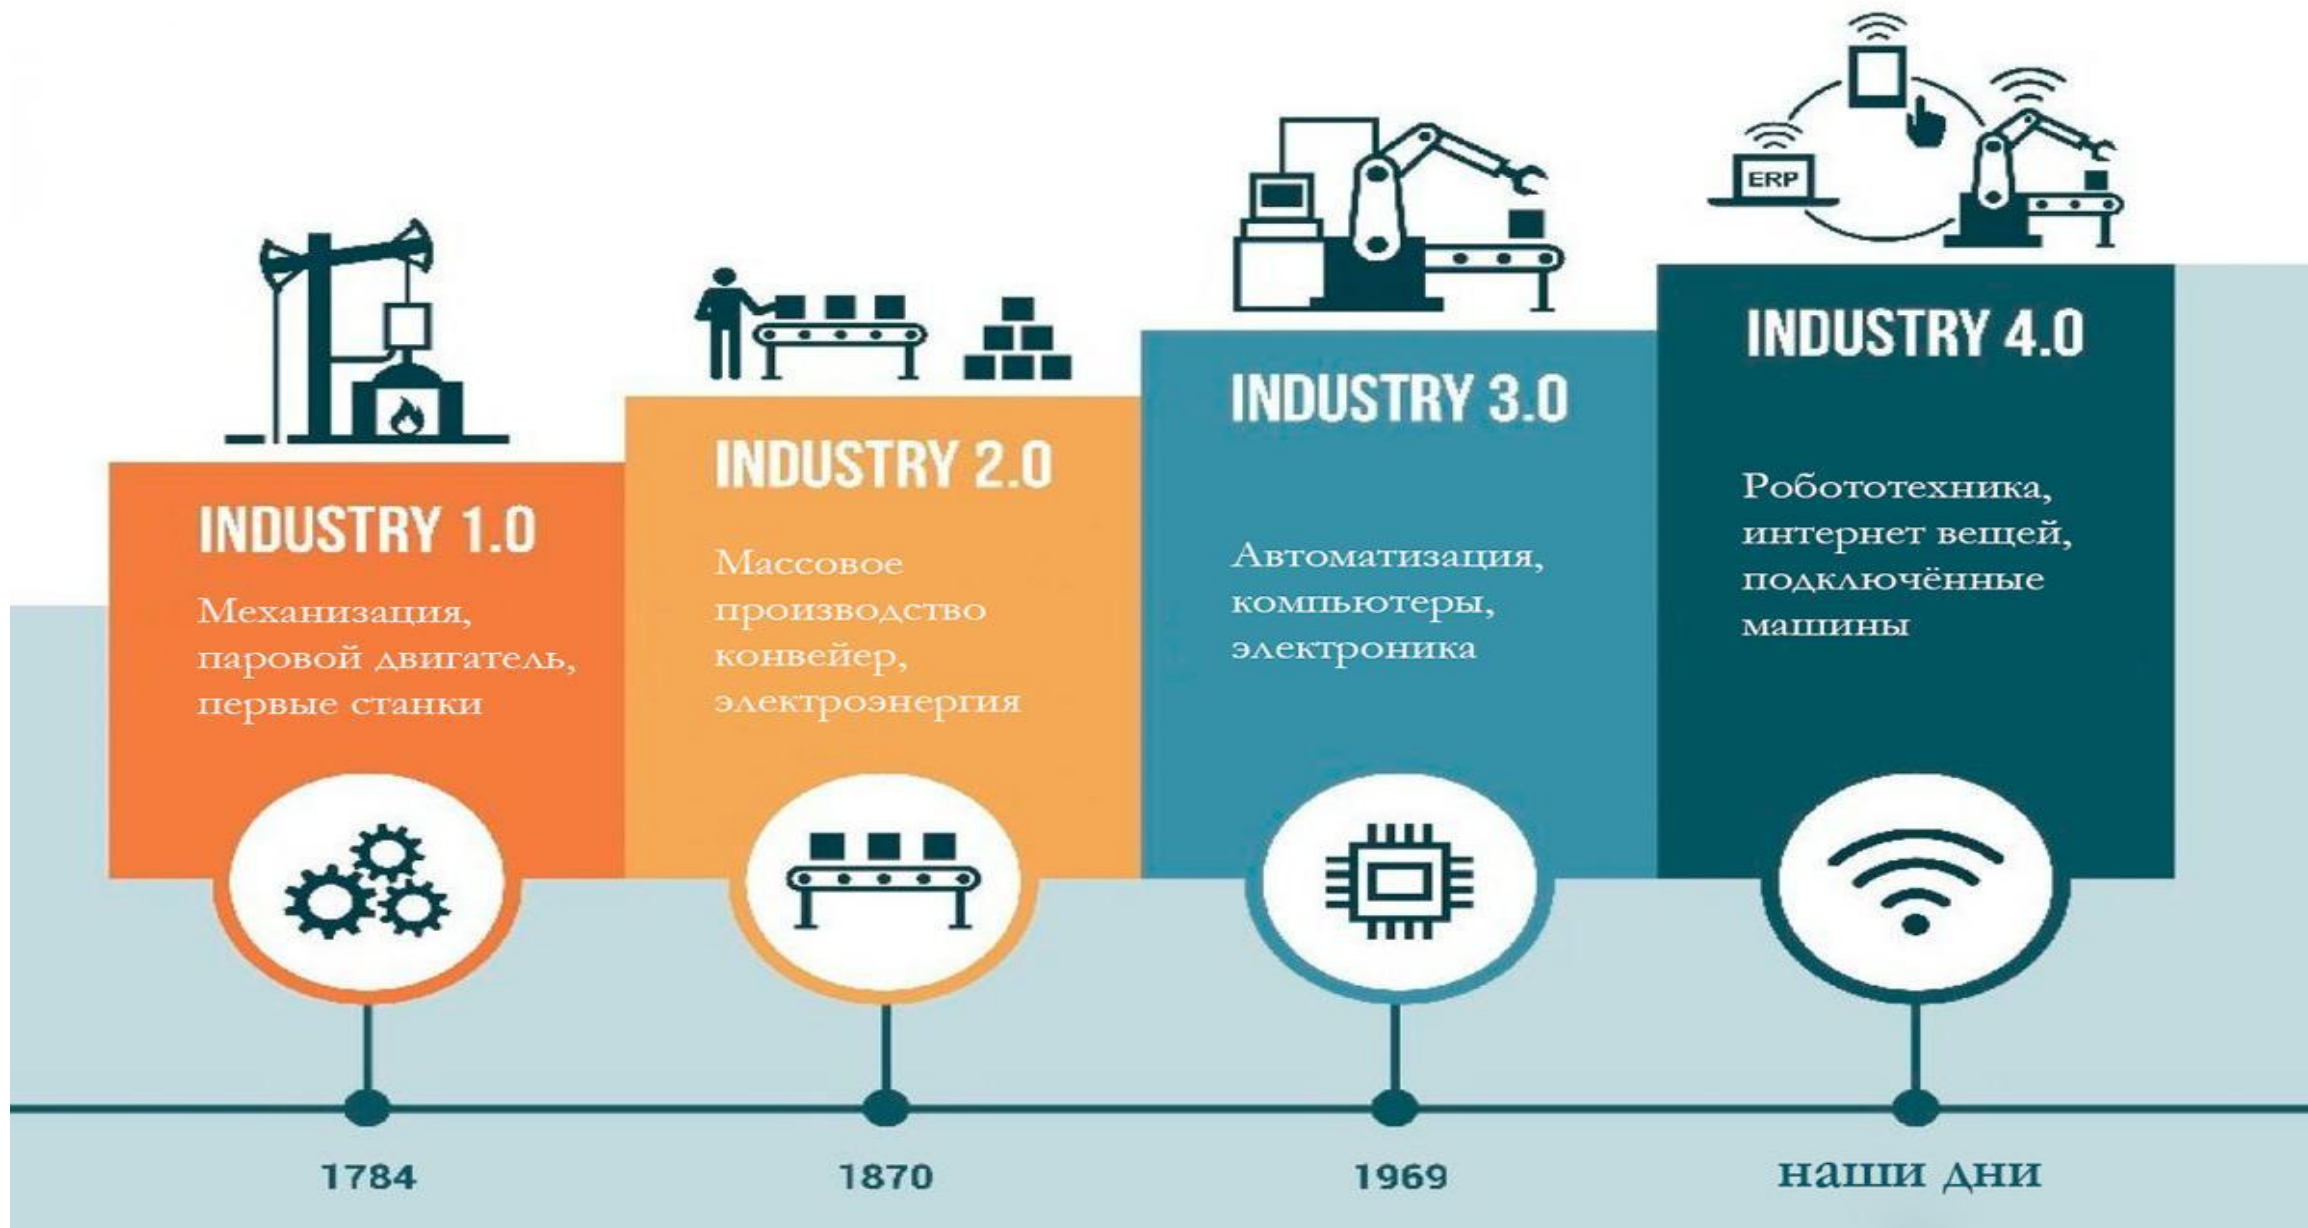 ERP
INDUSTRY 1.0
Механизация,
паровой двигатель,
первые станки
INDUSTRY 2.0
Массовое
производство
конвейер,
электроэнергия
INDUSTRY 3.0
Автоматизация,
компьютеры,
электроника
INDUSTRY 4.0
Робототехника,
интернет вещей,
подключённые
машины
1784
1870
1969
наши дни